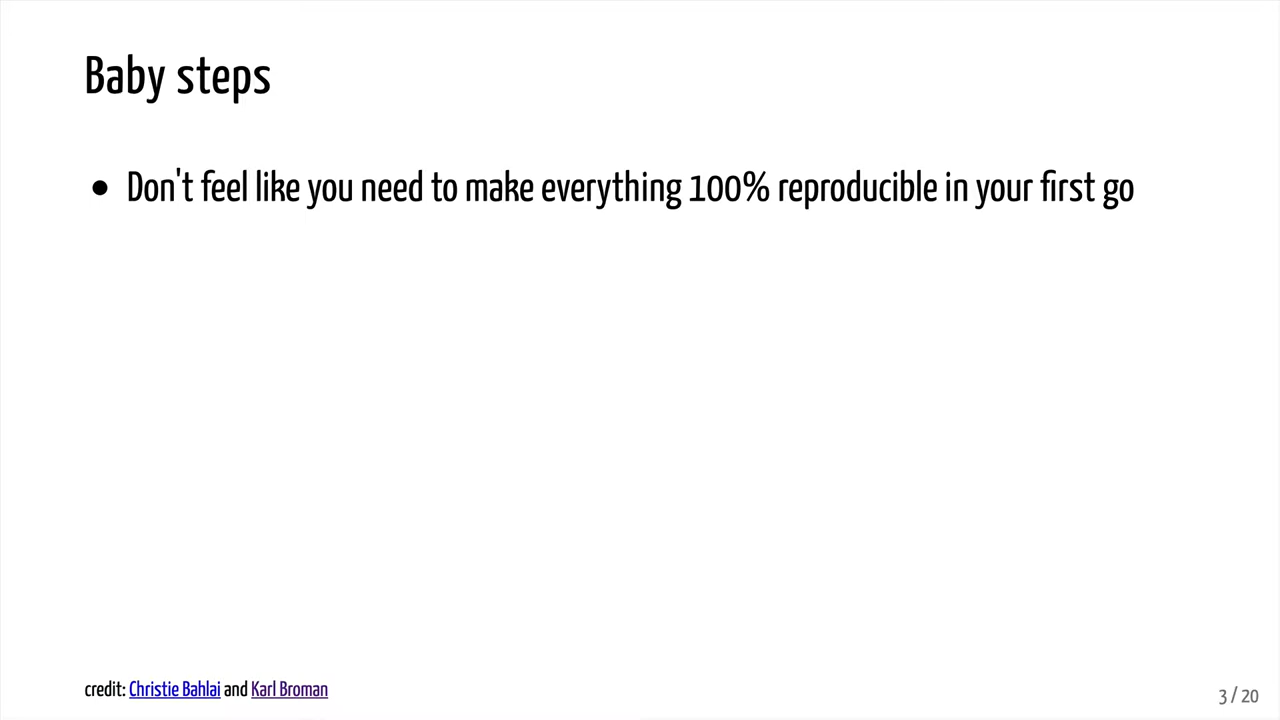 Baby steps
• Don't feel like you need to make everything 100% reproducible in your first go
credit: Christie Bahlai and Karl Broman
3 / 20